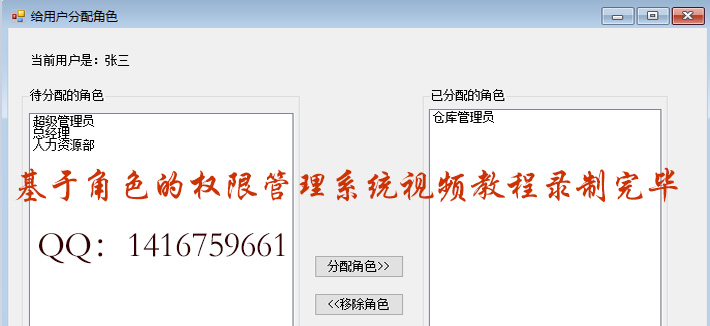 给用户分配角色
当前用户是：张三
待分配的角色
已分配的角色
超级管理员
总经理
人力资源部
仓库管理员
基于角色的权限管理系统视频教程录制完毕
QQ：1416759661
分配角色>>
<<移除角色